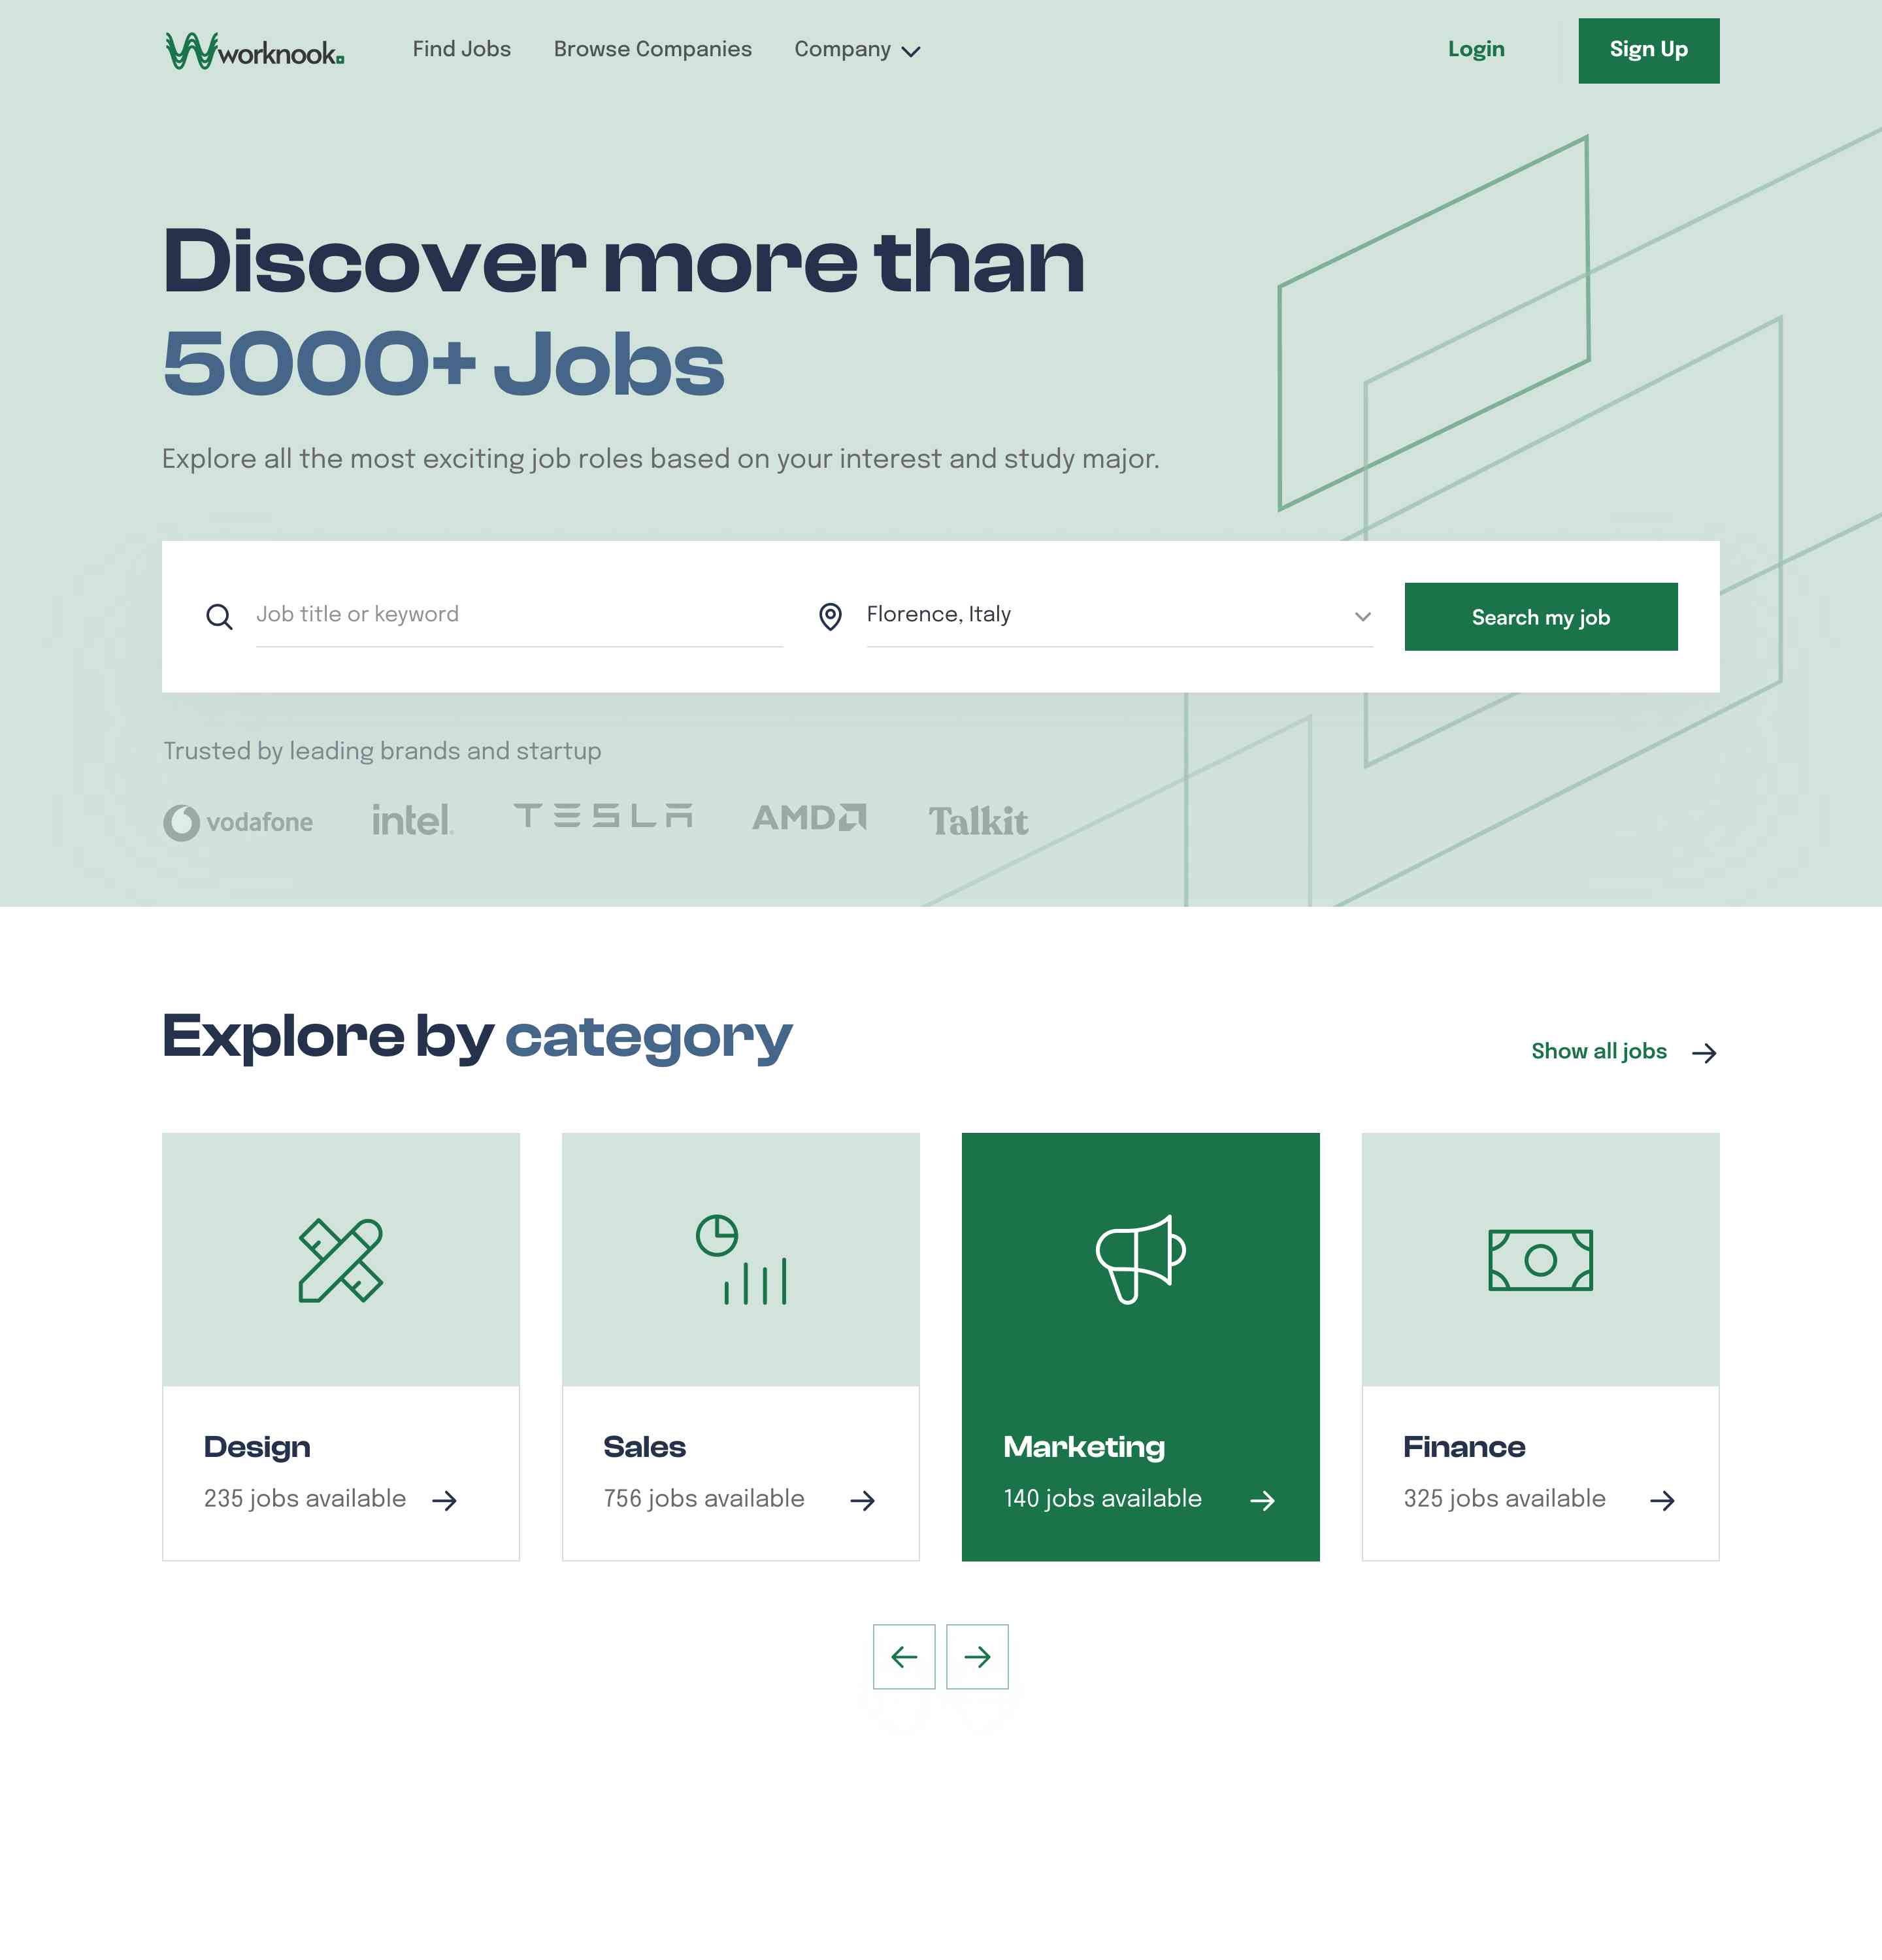 worknook.
Find Jobs
Browse Companies
Company
Login
Sign Up
Discover more than
5000+ Jobs
Explore all the most exciting job roles based on your interest and study major.
Job title or keyword
Florence, Italy
Search my job
Trusted by leading brands and startup
vodafone
intel.
TESLA
AMD
Talkit
Explore by category
Show all jobs
Design
235 jobs available
Sales
756 jobs available
Marketing
140 jobs available
Finance
325 jobs available